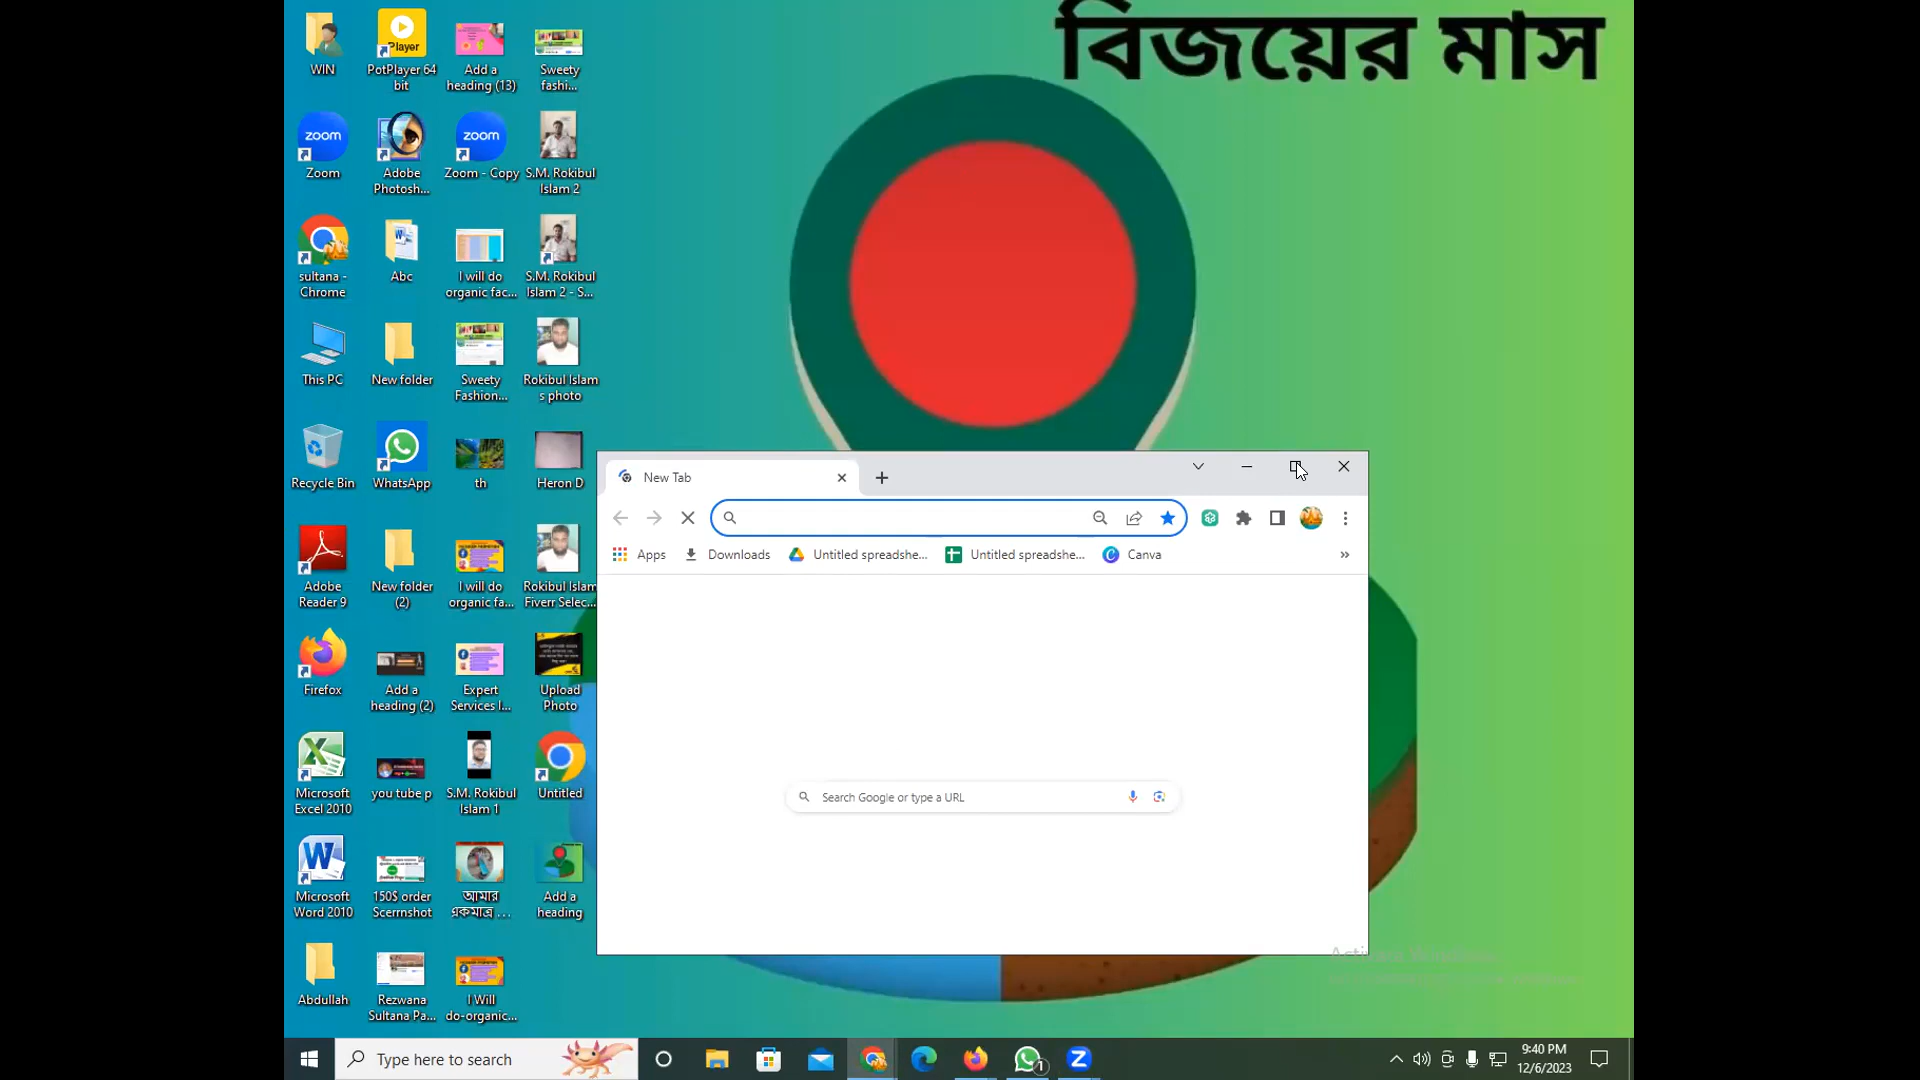 বিজয়ের মাস
WIN
PotPlayer 64
bit
Player
Add a
heading (13)
Sweety
fashi...
zoom
Zoom
Adobe
Photosh...
zoom
Zoom - Copy
S.M. Rokibul
Islam 2
sultana -
Chrome
Abc
I will do
organic fac...
S.M. Rokibul
Islam 2 - S...
This PC
New folder
Sweety
Fashion...
Rokibul Islam
s photo
Recycle Bin
WhatsApp
th
Heron D
Adobe
Reader 9
New folder
(2)
I will do
organic fa...
Rokibul Islam
Fiverr Selec...
Firefox
Add a
heading (2)
Expert
Services I...
Upload
Photo
Microsoft
Excel 2010
you tube p
S.M. Rokibul
Islam 1
Untitled
Microsoft
Word 2010
150$ order
Scernshot
আমার
একমাত্র ...
Add a
heading
Abdullah
Rezwana
Sultana Pa...
I Will
do-organic...
New Tab
Apps
Downloads
Untitled spreadshe...
Untitled spreadshe...
Canva
»
Search Google or type a URL
Type here to search
1
9:40 PM
12/6/2023